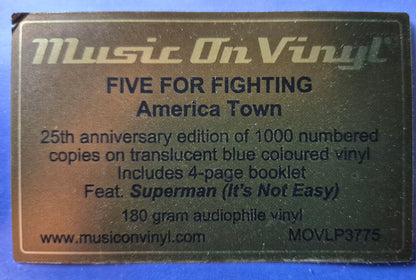 Music On Vinyl®
FIVE FOR FIGHTING
America Town
25th anniversary edition of 1000 numbered
copies on translucent blue coloured vinyl
Includes 4-page booklet
Feat. Superman (It's Not Easy)
180 gram audiophile vinyl
www.musiconvinyl.com MOVLP3775